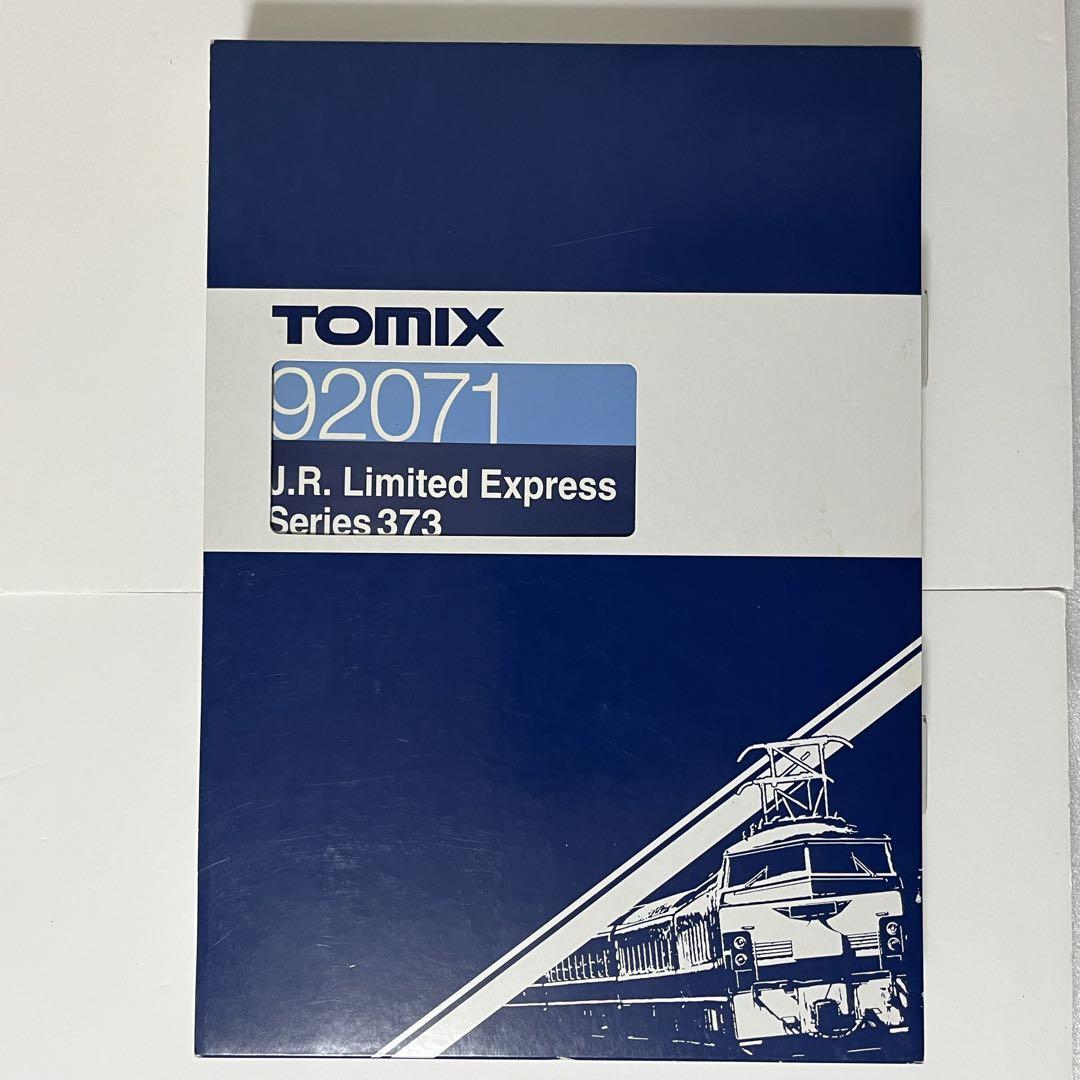 TOMIX
92071
J.R. Limited Express
Series 373